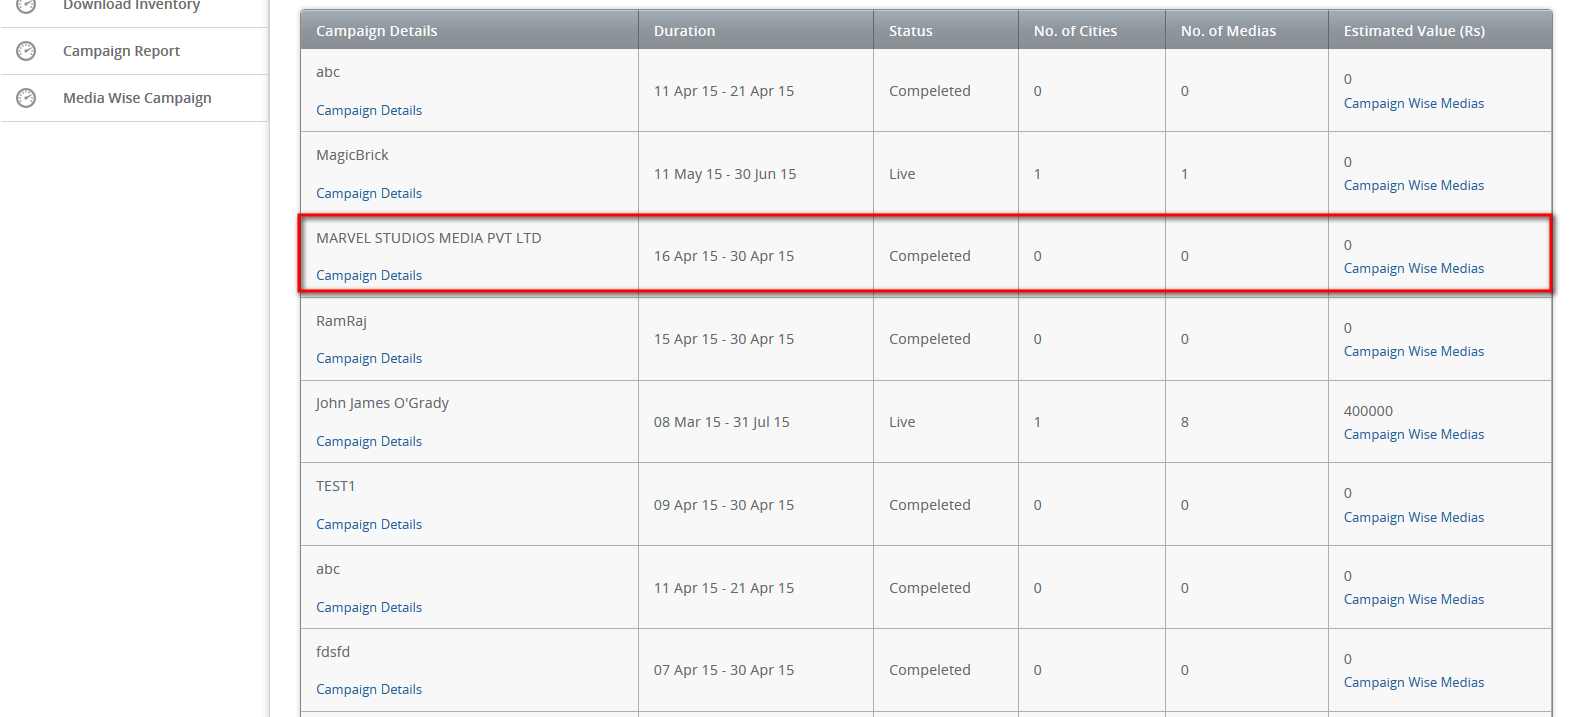 Download Inventory
Campaign Report
Media Wise Campaign
Campaign Details Duration Status No. of Cities No. of Medias Estimated Value (Rs)
abc
Campaign Details
11 Apr 15 - 21 Apr 15 Compeleted 0 0
0
Campaign Wise Medias
MagicBrick
Campaign Details
11 May 15 - 30 Jun 15 Live 1 1
0
Campaign Wise Medias
MARVEL STUDIOS MEDIA PVT LTD
Campaign Details
16 Apr 15 - 30 Apr 15 Compeleted 0 0
0
Campaign Wise Medias
RamRaj
Campaign Details
15 Apr 15 - 30 Apr 15 Compeleted 0 0
0
Campaign Wise Medias
John James O'Grady
Campaign Details
08 Mar 15 - 31 Jul 15 Live 1 8
400000
Campaign Wise Medias
TEST1
Campaign Details
09 Apr 15 - 30 Apr 15 Compeleted 0 0
0
Campaign Wise Medias
abc
Campaign Details
11 Apr 15 - 21 Apr 15 Compeleted 0 0
0
Campaign Wise Medias
fdsfd
Campaign Details
07 Apr 15 - 30 Apr 15 Compeleted 0 0
0
Campaign Wise Medias